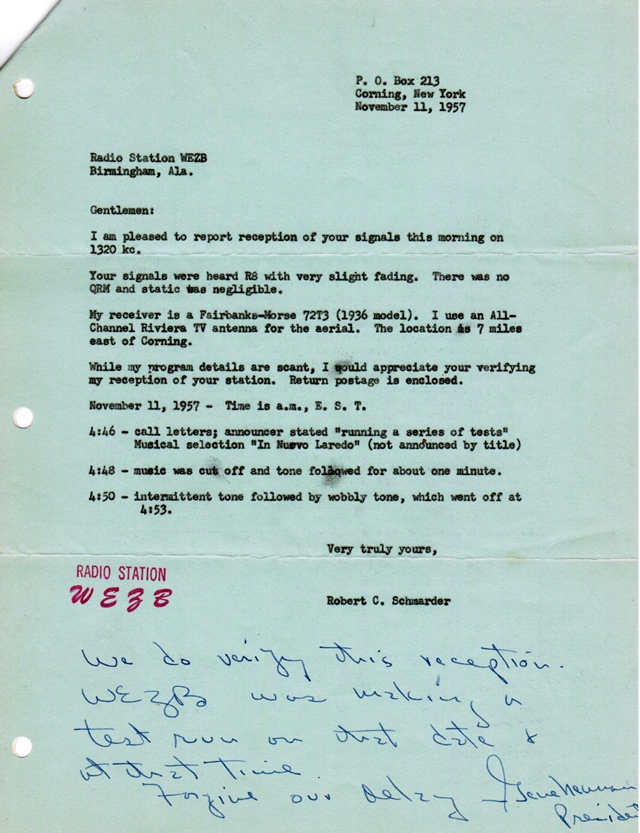 P. O. Box 213
Corning, New York
November 11, 1957
Radio Station WEZB
Birmingham, Ala.
Gentlemen:
I am pleased to report reception of your signals this morning on
1320 kc.
Your signals were heard R8 with very slight fading. There was no
QRM and static was negligible.
My receiver is a Fairbanks-Morse 72T3 (1936 model). I use an All-
Channel Riviera TV antenna for the aerial. The location is 7 miles
east of Corning.
While my program details are scant, I would appreciate your verifying
my reception of your station. Return postage is enclosed.
November 11, 1957 - Time is a.m., E. S. T.
4:46 - call letters; announcer stated "running a series of tests"
Musical selection "In Nuevo Laredo" (not announced by title)
4:48 - music was cut off and tone followed for about one minute.
4:50 - intermittent tone followed by wobbly tone, which went off at
4:53.
Very truly yours,
RADIO STATION
WEZB
Robert C. Schmarder
We do verify this reception.
WEZB was making a
test run on that date &
at that time.
Forgive our delay
President